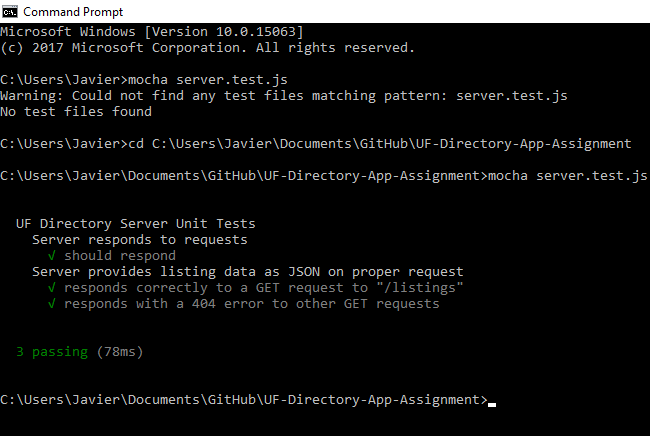 Command Prompt
Microsoft Windows [Version 10.0.15063]
(c) 2017 Microsoft Corporation. All rights reserved.
C:\Users\Javier>mocha server.test.js
Warning: Could not find any test files matching pattern: server.test.js
No test files found
C:\Users\Javier>cd C:\Users\Javier\Documents\GitHub\UF-Directory-App-Assignment
C:\Users\Javier\Documents\GitHub\UF-Directory-App-Assignment>mocha server.test.js
UF Directory Server Unit Tests
Server responds to requests
√ should respond
Server provides listing data as JSON on proper request
√ responds correctly to a GET request to "/listings"
√ responds with a 404 error to other GET requests
3 passing (78ms)
C:\Users\Javier\Documents\GitHub\UF-Directory-App-Assignment>